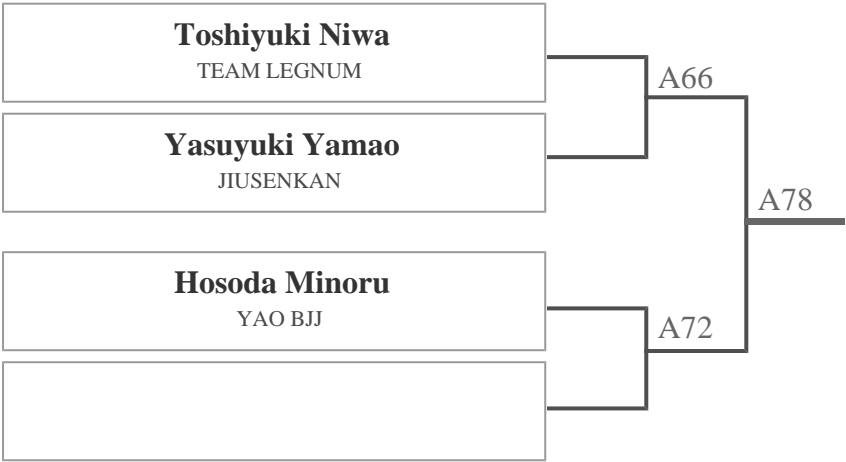 Toshiyuki Niwa
TEAM LEGNUM
A66
Yasuyuki Yamao
JIUSENKAN
A78
Hosoda Minoru
YAO BJJ
A72